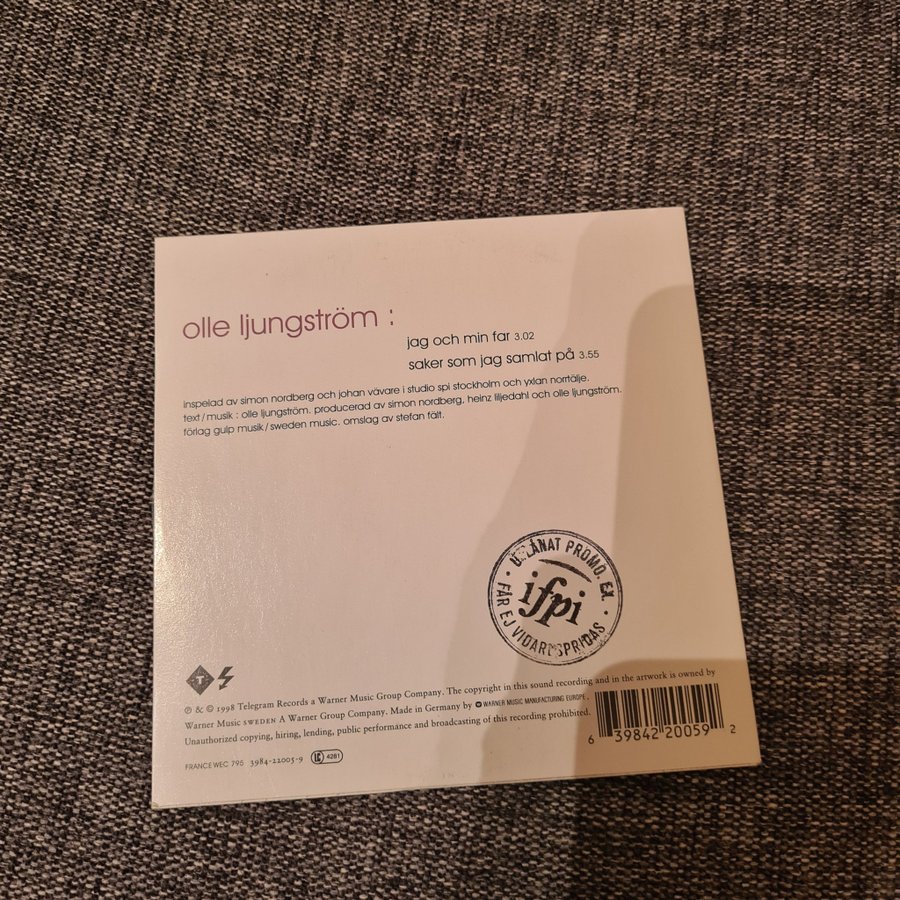 olle ljungström :
jag och min far 3.02
saker som jag samlat på 3.55
inspelad av simon nordberg och johan vävare i studio spi stockholm och yxlan norrtälje.
text / musik : olle ljungström. producerad av simon nordberg, heinz liljedahl och olle ljungström.
förlag gulp musik / sweden music. omslag av stefan fält.
UTLÅNAT PROMO. EX.
ifpi
FÅR EJ VIDARESPRIDAS
T
℗ & © 1998 Telegram Records a Warner Music Group Company. The copyright in this sound recording and in the artwork is owned by
Warner Music SWEDEN A Warner Group Company. Made in Germany by WARNER MUSIC MANUFACTURING EUROPE.
Unauthorized copying, hiring, lending, public performance and broadcasting of this recording prohibited.
6 39842 20059 2
FRANCE WEC 795 3984-22005-9 LC 4281